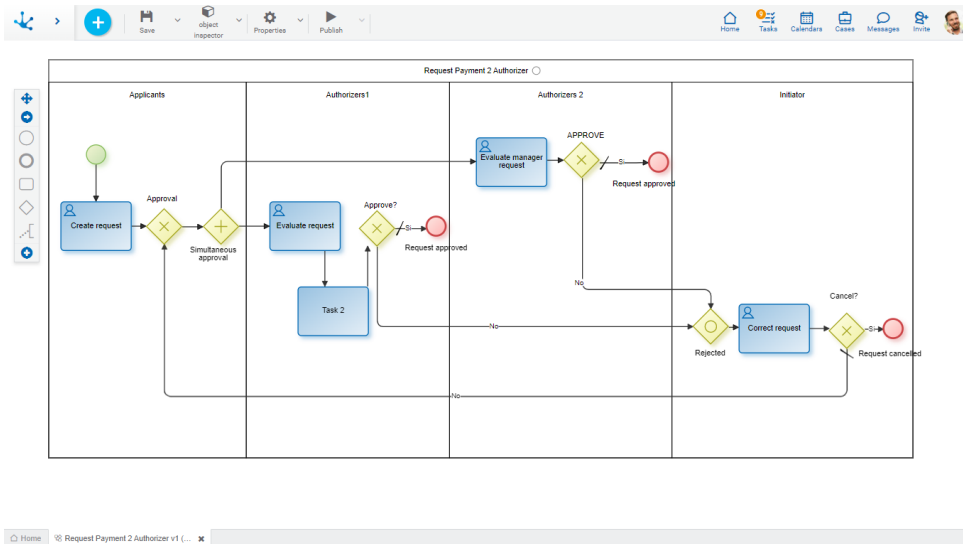 Save
object
inspector
Properties
Publish
Home
9
Tasks
Calendars
Cases
Messages
Invite
Request Payment 2 Authorizer
Applicants
Authorizers1
Authorizers 2
Initiator
APPROVE
Evaluate manager
request
Si
Request approved
Approval
Approve?
Create request
Evaluate request
Si
Simultaneous
approval
Request approved
No
Cancel?
Task 2
No
Correct request
Si
Rejected
Request cancelled
No
Home
Request Payment 2 Authorizer v1 (...